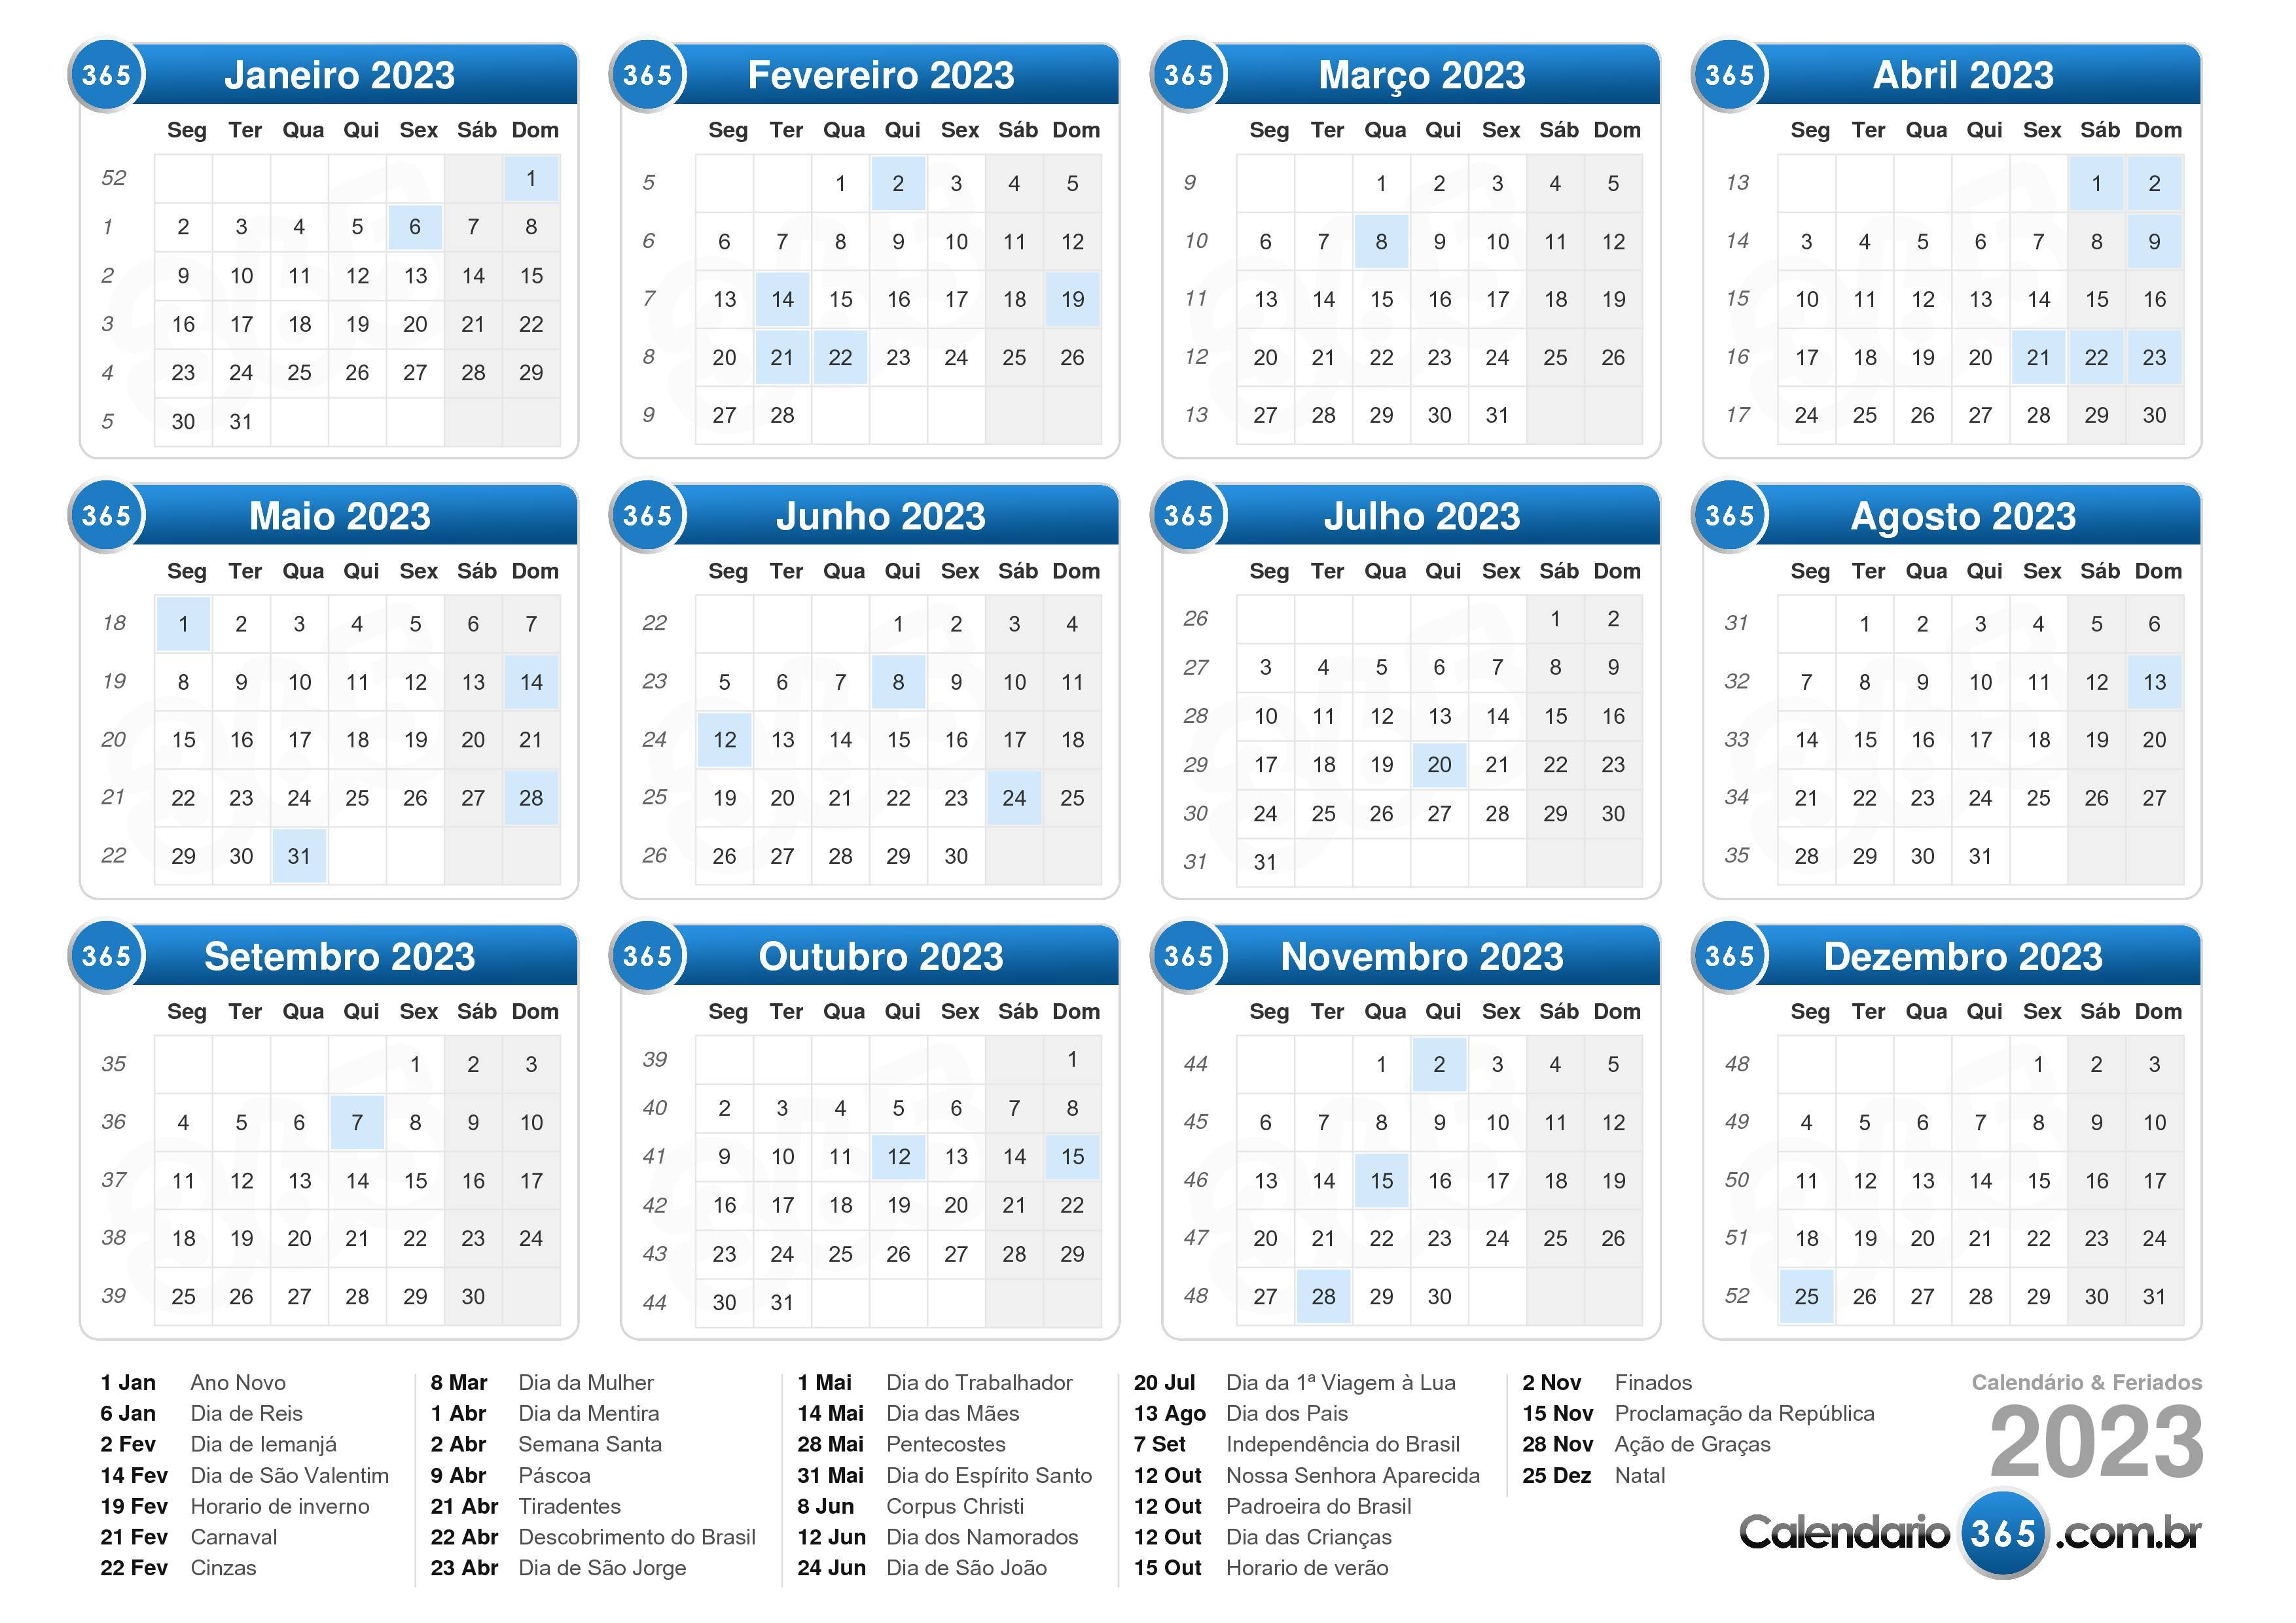 365 Janeiro 2023
Seg Ter Qua Qui Sex Sáb Dom
52 1
1 2 3 4 5 6 7 8
2 9 10 11 12 13 14 15
3 16 17 18 19 20 21 22
4 23 24 25 26 27 28 29
5 30 31
365 Fevereiro 2023
Seg Ter Qua Qui Sex Sáb Dom
5 1 2 3 4 5
6 6 7 8 9 10 11 12
7 13 14 15 16 17 18 19
8 20 21 22 23 24 25 26
9 27 28
365 Março 2023
Seg Ter Qua Qui Sex Sáb Dom
9 1 2 3 4 5
10 6 7 8 9 10 11 12
11 13 14 15 16 17 18 19
12 20 21 22 23 24 25 26
13 27 28 29 30 31
365 Abril 2023
Seg Ter Qua Qui Sex Sáb Dom
13 1 2
14 3 4 5 6 7 8 9
15 10 11 12 13 14 15 16
16 17 18 19 20 21 22 23
17 24 25 26 27 28 29 30
365 Maio 2023
Seg Ter Qua Qui Sex Sáb Dom
18 1 2 3 4 5 6 7
19 8 9 10 11 12 13 14
20 15 16 17 18 19 20 21
21 22 23 24 25 26 27 28
22 29 30 31
365 Junho 2023
Seg Ter Qua Qui Sex Sáb Dom
22 1 2 3 4
23 5 6 7 8 9 10 11
24 12 13 14 15 16 17 18
25 19 20 21 22 23 24 25
26 26 27 28 29 30
365 Julho 2023
Seg Ter Qua Qui Sex Sáb Dom
26 1 2
27 3 4 5 6 7 8 9
28 10 11 12 13 14 15 16
29 17 18 19 20 21 22 23
30 24 25 26 27 28 29 30
31 31
365 Agosto 2023
Seg Ter Qua Qui Sex Sáb Dom
31 1 2 3 4 5 6
32 7 8 9 10 11 12 13
33 14 15 16 17 18 19 20
34 21 22 23 24 25 26 27
35 28 29 30 31
365 Setembro 2023
Seg Ter Qua Qui Sex Sáb Dom
35 1 2 3
36 4 5 6 7 8 9 10
37 11 12 13 14 15 16 17
38 18 19 20 21 22 23 24
39 25 26 27 28 29 30
365 Outubro 2023
Seg Ter Qua Qui Sex Sáb Dom
39 1
40 2 3 4 5 6 7 8
41 9 10 11 12 13 14 15
42 16 17 18 19 20 21 22
43 23 24 25 26 27 28 29
44 30 31
365 Novembro 2023
Seg Ter Qua Qui Sex Sáb Dom
44 1 2 3 4 5
45 6 7 8 9 10 11 12
46 13 14 15 16 17 18 19
47 20 21 22 23 24 25 26
48 27 28 29 30
365 Dezembro 2023
Seg Ter Qua Qui Sex Sáb Dom
48 1 2 3
49 4 5 6 7 8 9 10
50 11 12 13 14 15 16 17
51 18 19 20 21 22 23 24
52 25 26 27 28 29 30 31
1 Jan Ano Novo
6 Jan Dia de Reis
2 Fev Dia de Iemanjá
14 Fev Dia de São Valentim
19 Fev Horario de inverno
21 Fev Carnaval
22 Fev Cinzas
8 Mar Dia da Mulher
1 Abr Dia da Mentira
2 Abr Semana Santa
9 Abr Páscoa
21 Abr Tiradentes
22 Abr Descobrimento do Brasil
23 Abr Dia de São Jorge
1 Mai Dia do Trabalhador
14 Mai Dia das Mães
28 Mai Pentecostes
31 Mai Dia do Espírito Santo
8 Jun Corpus Christi
12 Jun Dia dos Namorados
24 Jun Dia de São João
20 Jul Dia da 1ª Viagem à Lua
13 Ago Dia dos Pais
7 Set Independência do Brasil
12 Out Nossa Senhora Aparecida
12 Out Padroeira do Brasil
12 Out Dia das Crianças
15 Out Horario de verão
2 Nov Finados
15 Nov Proclamação da República
28 Nov Ação de Graças
25 Dez Natal
Calendário & Feriados
2023
Calendario 365 .com.br